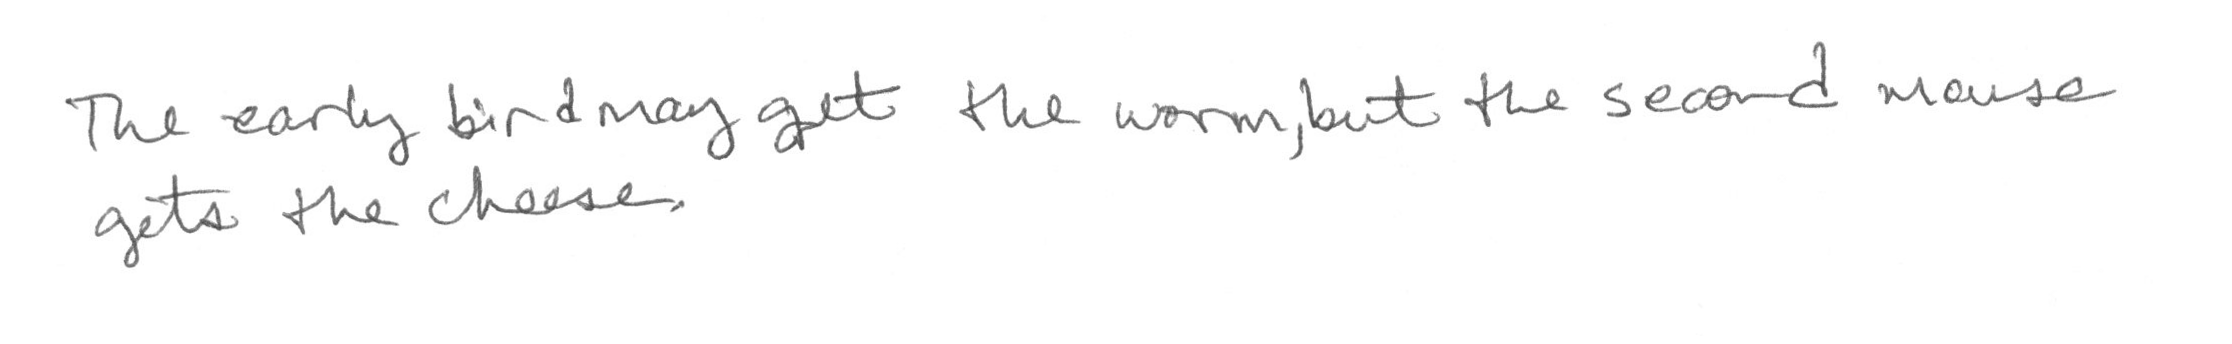 The early bird may get the worm, but the second mouse
gets the cheese.